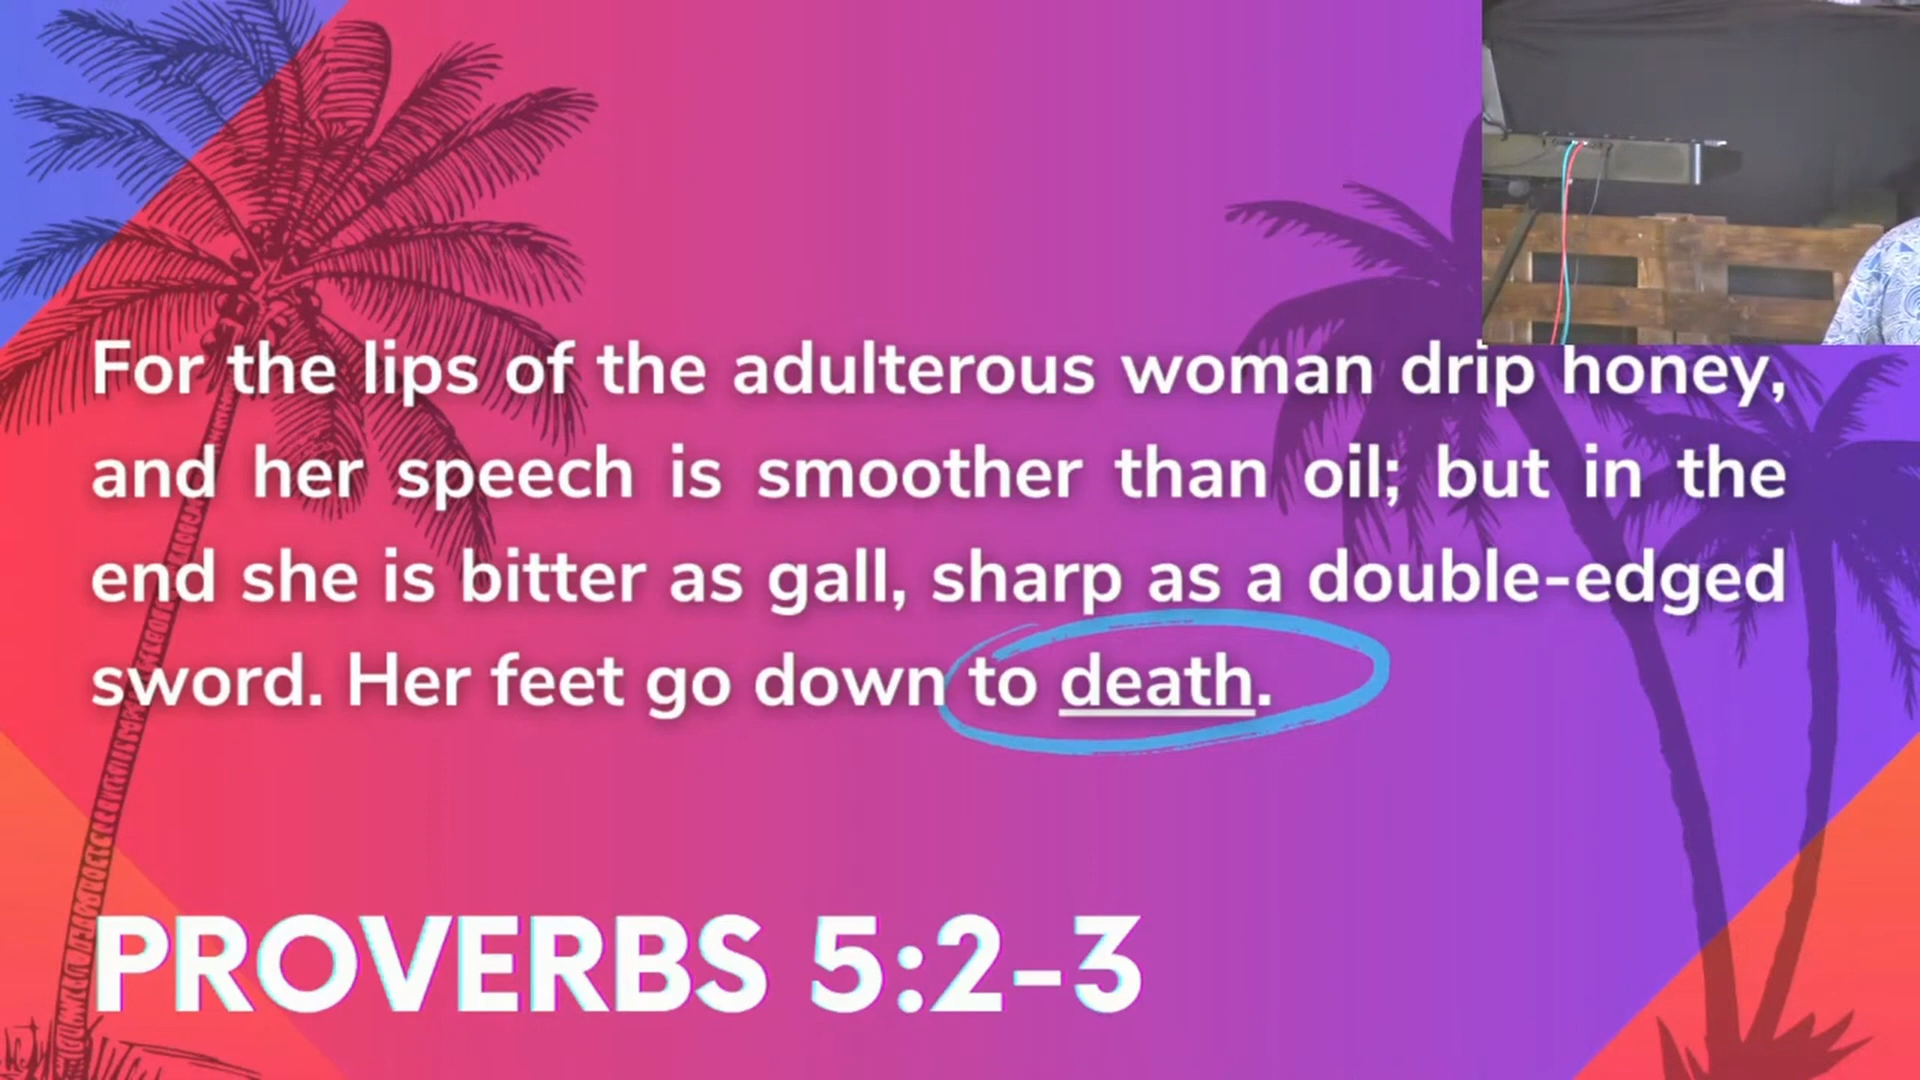 For the lips of the adulterous woman drip honey,
and her speech is smoother than oil; but in the
end she is bitter as gall, sharp as a double-edged
sword. Her feet go down to death.
PROVERBS 5:2-3